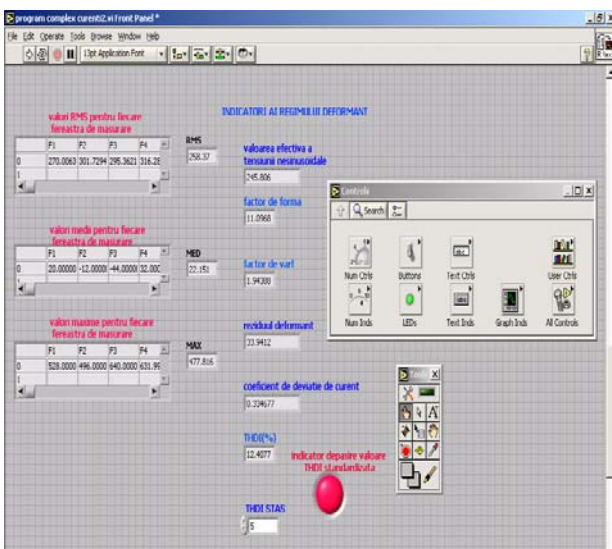 program complex curenti2.vi Front Panel *
File Edit Operate Tools Browse Window Help
13pt Application Font
INDICATORI AI REGIMULUI DEFORMANT
valori RMS pentru fiecare
fereastra de masurare
F1 F2 F3 F4
0 270.0063 301.7294 295.3621 316.28
1
RMS
258.37
valoarea efectiva a
tensiunii nesinusoidale
245.806
factor de forma
11.0968
valori medii pentru fiecare
fereastra de masurare
F1 F2 F3 F4
0 20.00000 -12.0000 -44.0000 32.000
MED
22.151
factor de varf
1.94388
valori maxime pentru fiecare
fereastra de masurare
F1 F2 F3 F4
0 528.0000 496.0000 640.0000 631.99
MAX
477.816
reziduul deformant
33.9412
coeficient de deviatie de curent
0.334677
THDI(%)
12.4077
indicator depasire valoare
THDI standardizata
THDI STAS
5
Controls
Search
Num Ctrls Buttons Text Ctrls User Ctrls
Num Inds LEDs Text Inds Graph Inds All Controls
A